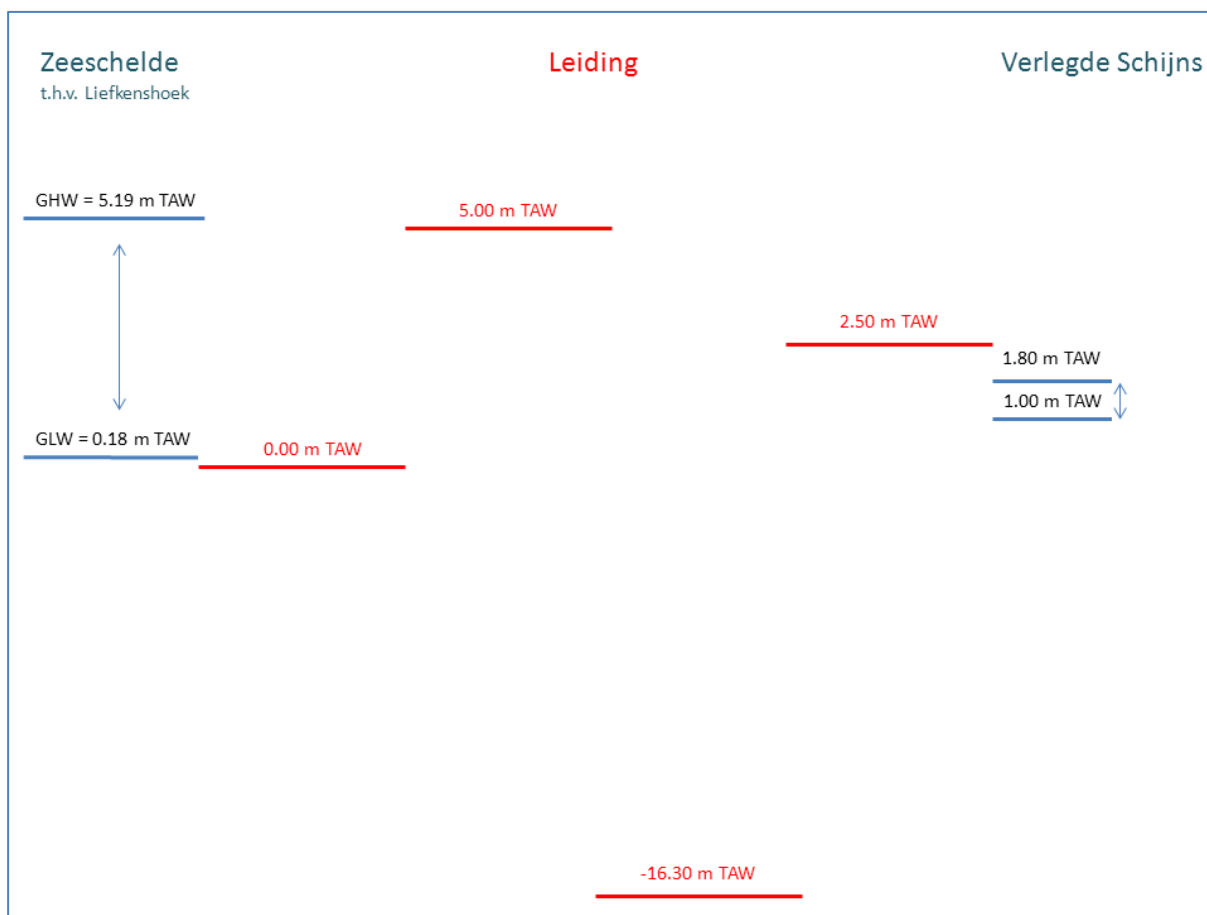 Zeeschelde
t.h.v. Liefkenshoek
Leiding
Verlegde Schijns
GHW = 5.19 m TAW
5.00 m TAW
2.50 m TAW
1.80 m TAW
1.00 m TAW
GLW = 0.18 m TAW
0.00 m TAW
-16.30 m TAW